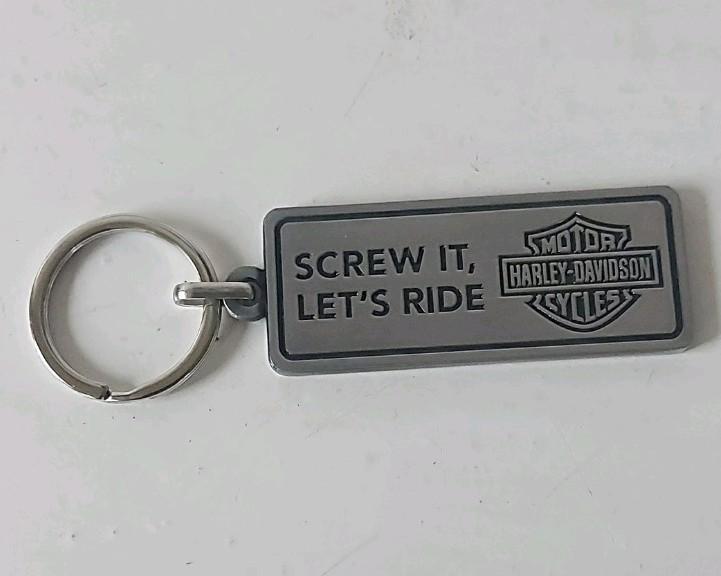 SCREW IT,
LET'S RIDE
MOTOR
HARLEY-DAVIDSON
CYCLES